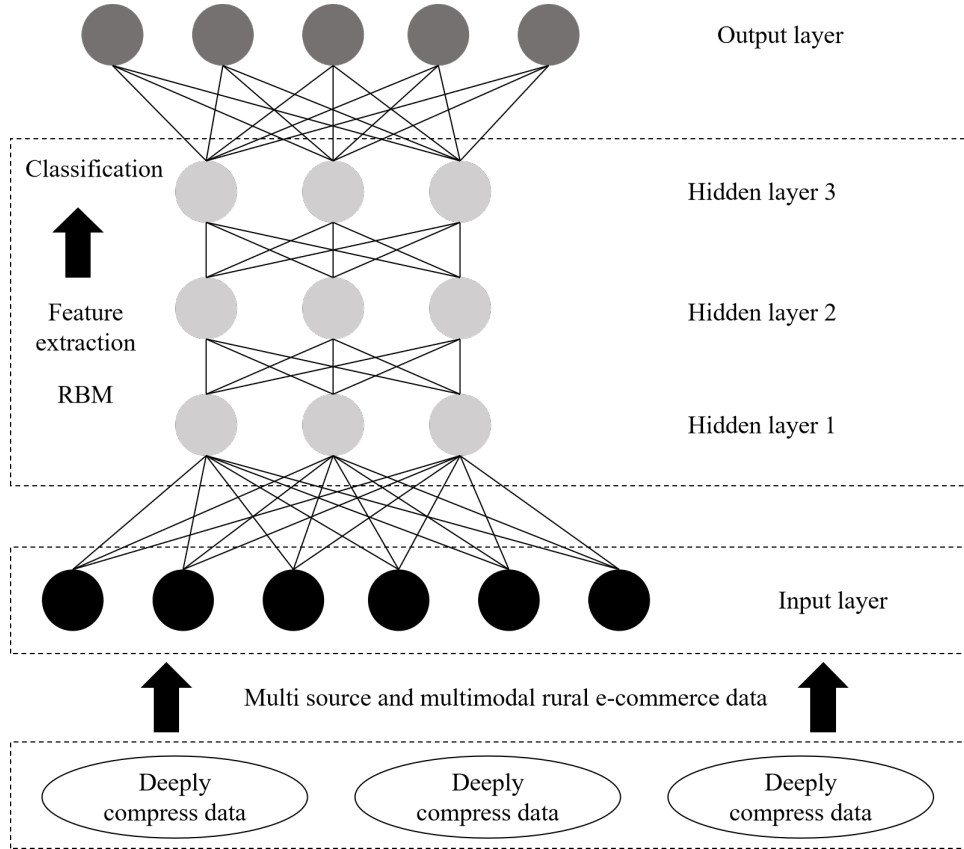 Output layer
Classification
Hidden layer 3
Feature
extraction
Hidden layer 2
RBM
Hidden layer 1
Input layer
Multi source and multimodal rural e-commerce data
Deeply
compress data
Deeply
compress data
Deeply
compress data